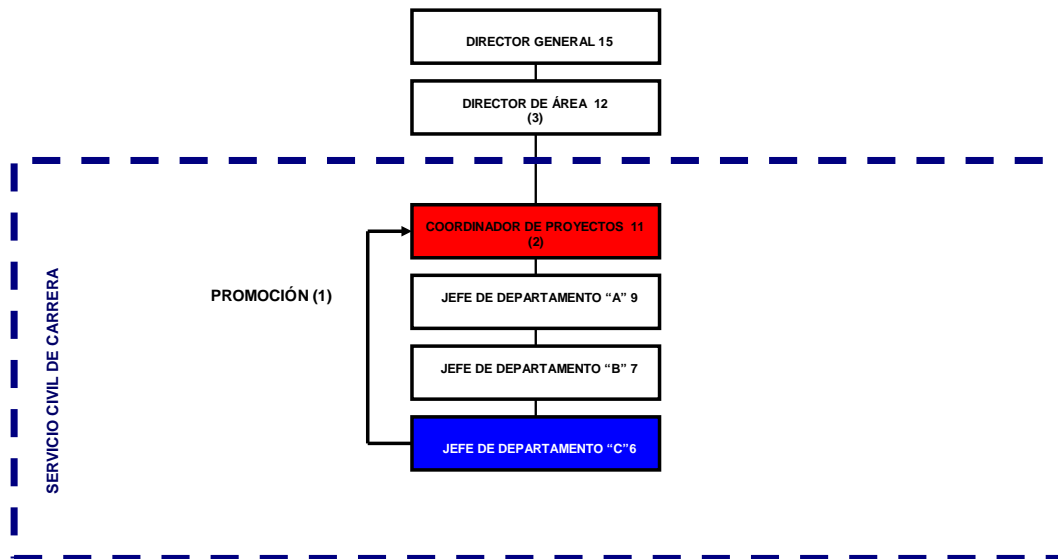 DIRECTOR GENERAL 15
DIRECTOR DE ÁREA  12
(3)
COORDINADOR DE PROYECTOS  11
(2)
PROMOCIÓN (1)
JEFE DE DEPARTAMENTO “A” 9
JEFE DE DEPARTAMENTO “B” 7
JEFE DE DEPARTAMENTO “C”6
SERVICIO CIVIL DE CARRERA